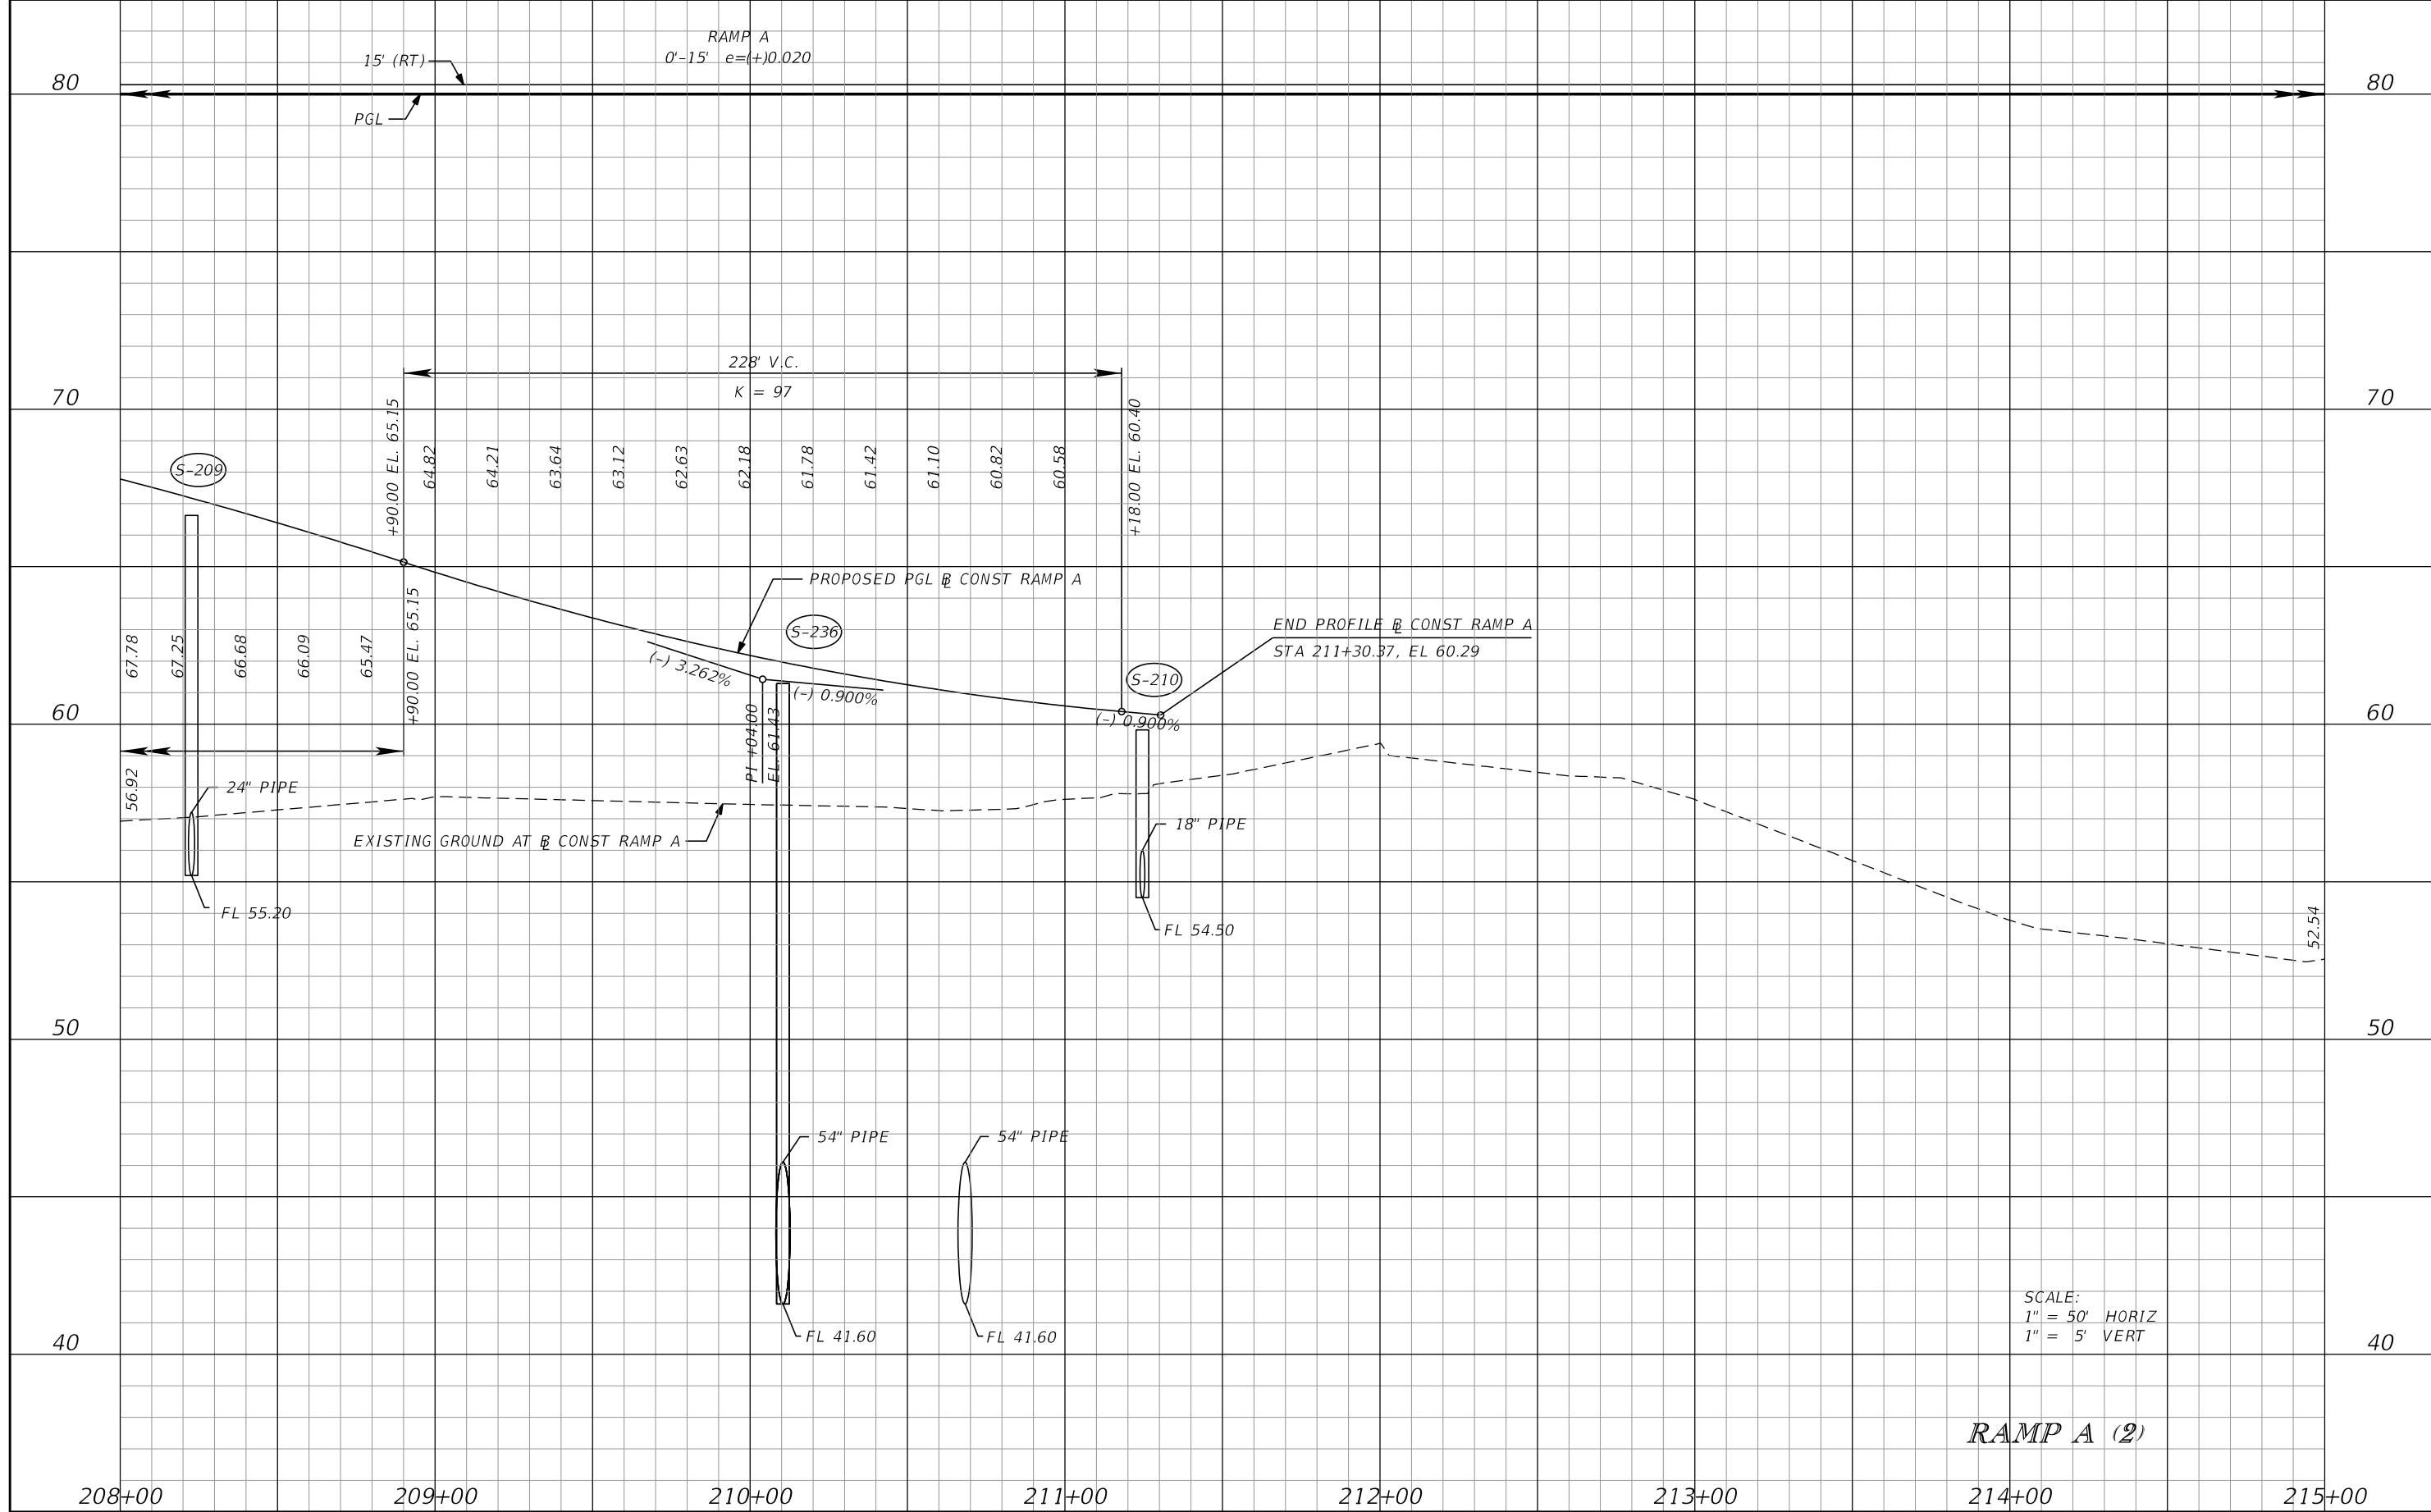 RAMP A
0'-15' e=(+)0.020
15' (RT)
80
80
PGL
228' V.C.
K = 97
70
70
+90.00 EL. 65.15
64.82
64.21
63.64
63.12
62.63
62.18
61.78
61.42
61.10
60.82
60.58
+18.00 EL. 60.40
S-209
PROPOSED PGL ⅊ CONST RAMP A
S-236
END PROFILE ⅊ CONST RAMP A
STA 211+30.37, EL 60.29
67.78
67.25
66.68
66.09
65.47
+90.00 EL. 65.15
(-) 3.262%
(-) 0.900%
S-210
(-) 0.900%
60
60
PI +04.00
EL. 61.43
56.92
24" PIPE
EXISTING GROUND AT ⅊ CONST RAMP A
18" PIPE
FL 55.20
FL 54.50
52.54
50
50
54" PIPE
54" PIPE
FL 41.60
FL 41.60
SCALE:
1" = 50' HORIZ
1" = 5' VERT
40
40
RAMP A (2)
208+00
209+00
210+00
211+00
212+00
213+00
214+00
215+00